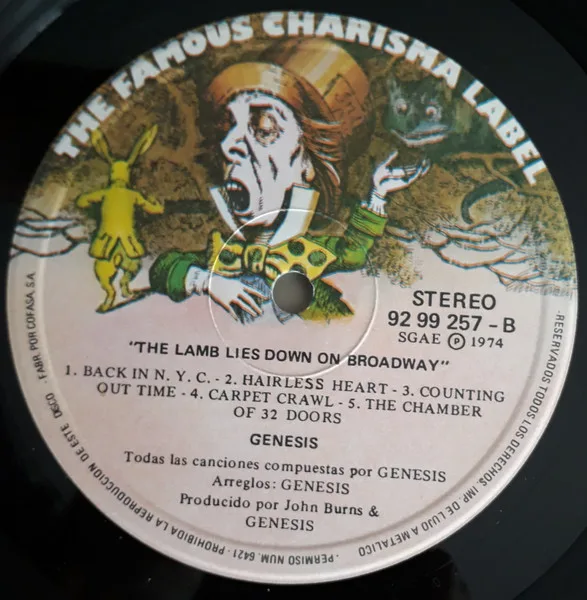 THE FAMOUS CHARISMA LABEL
STEREO
92 99 257 - B
SGAE Ⓟ 1974
"THE LAMB LIES DOWN ON BROADWAY"
1. BACK IN N. Y. C. - 2. HAIRLESS HEART - 3. COUNTING
OUT TIME - 4. CARPET CRAWL - 5. THE CHAMBER
OF 32 DOORS
GENESIS
Todas las canciones compuestas por GENESIS
Arreglos: GENESIS
Producido por John Burns &
GENESIS
- RESERVADOS TODOS LOS DERECHOS. IMP. DE LUJO A METALICO - PERMISO NUM. 6421 - PROHIBIDA LA REPRODUCCION DE ESTE DISCO - FABR. POR COFASA, S.A.